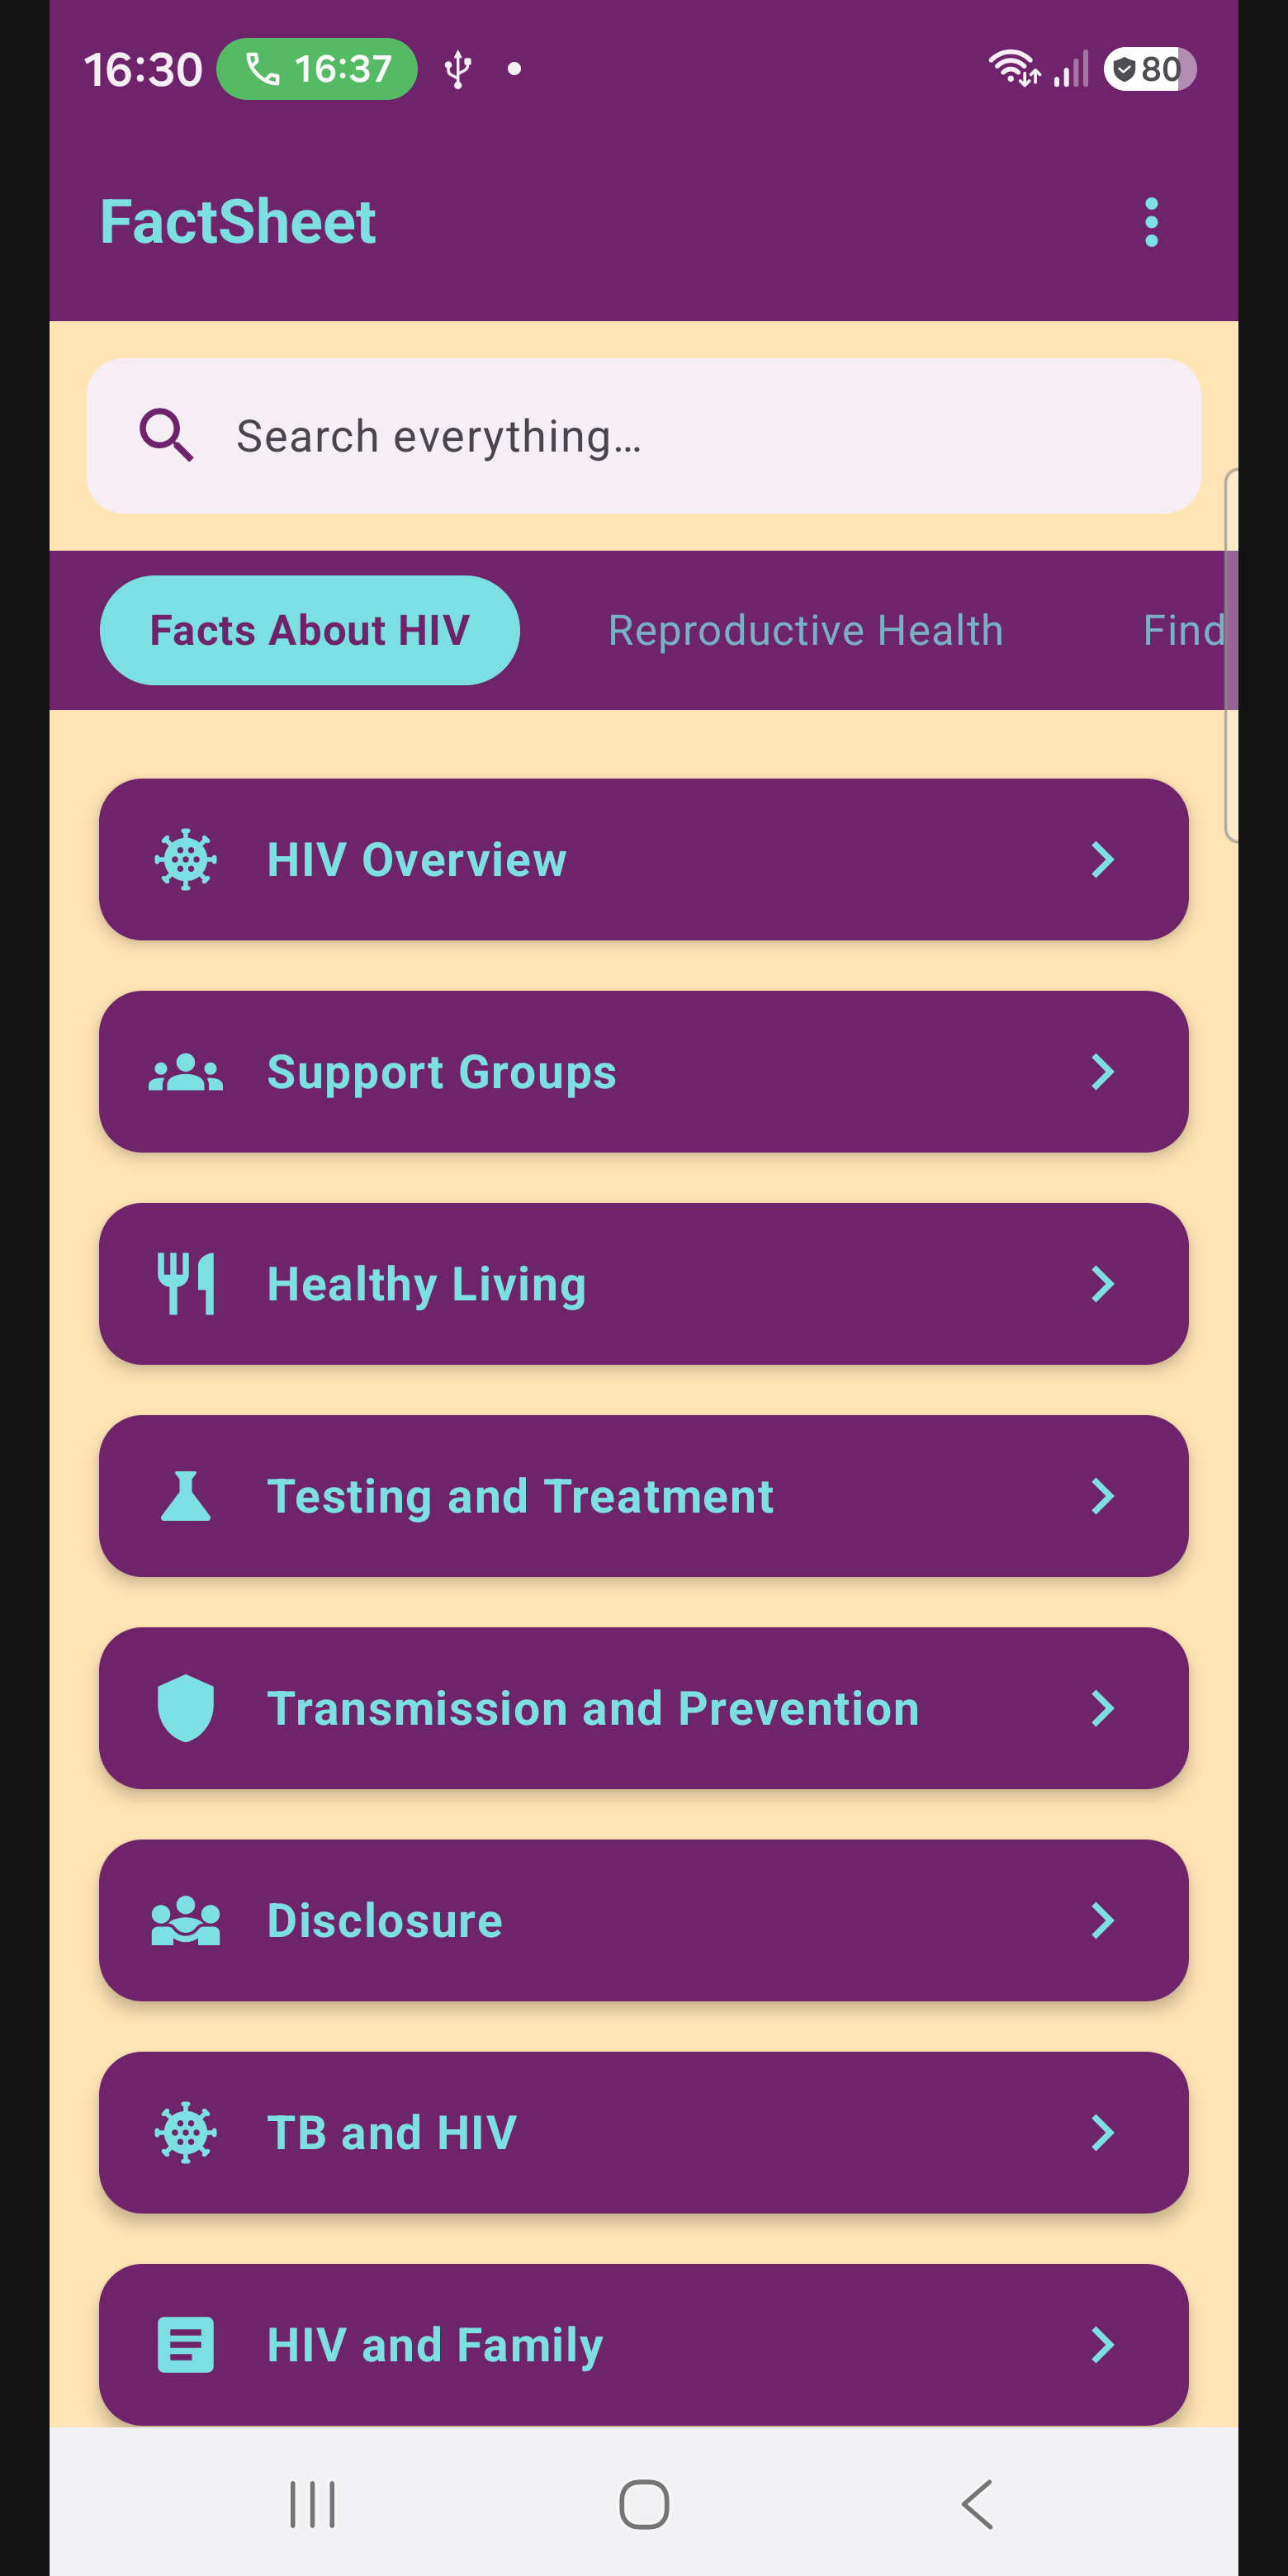 16:30 16:37 80
FactSheet
Search everything…
Facts About HIV Reproductive Health Find
HIV Overview
Support Groups
Healthy Living
Testing and Treatment
Transmission and Prevention
Disclosure
TB and HIV
HIV and Family